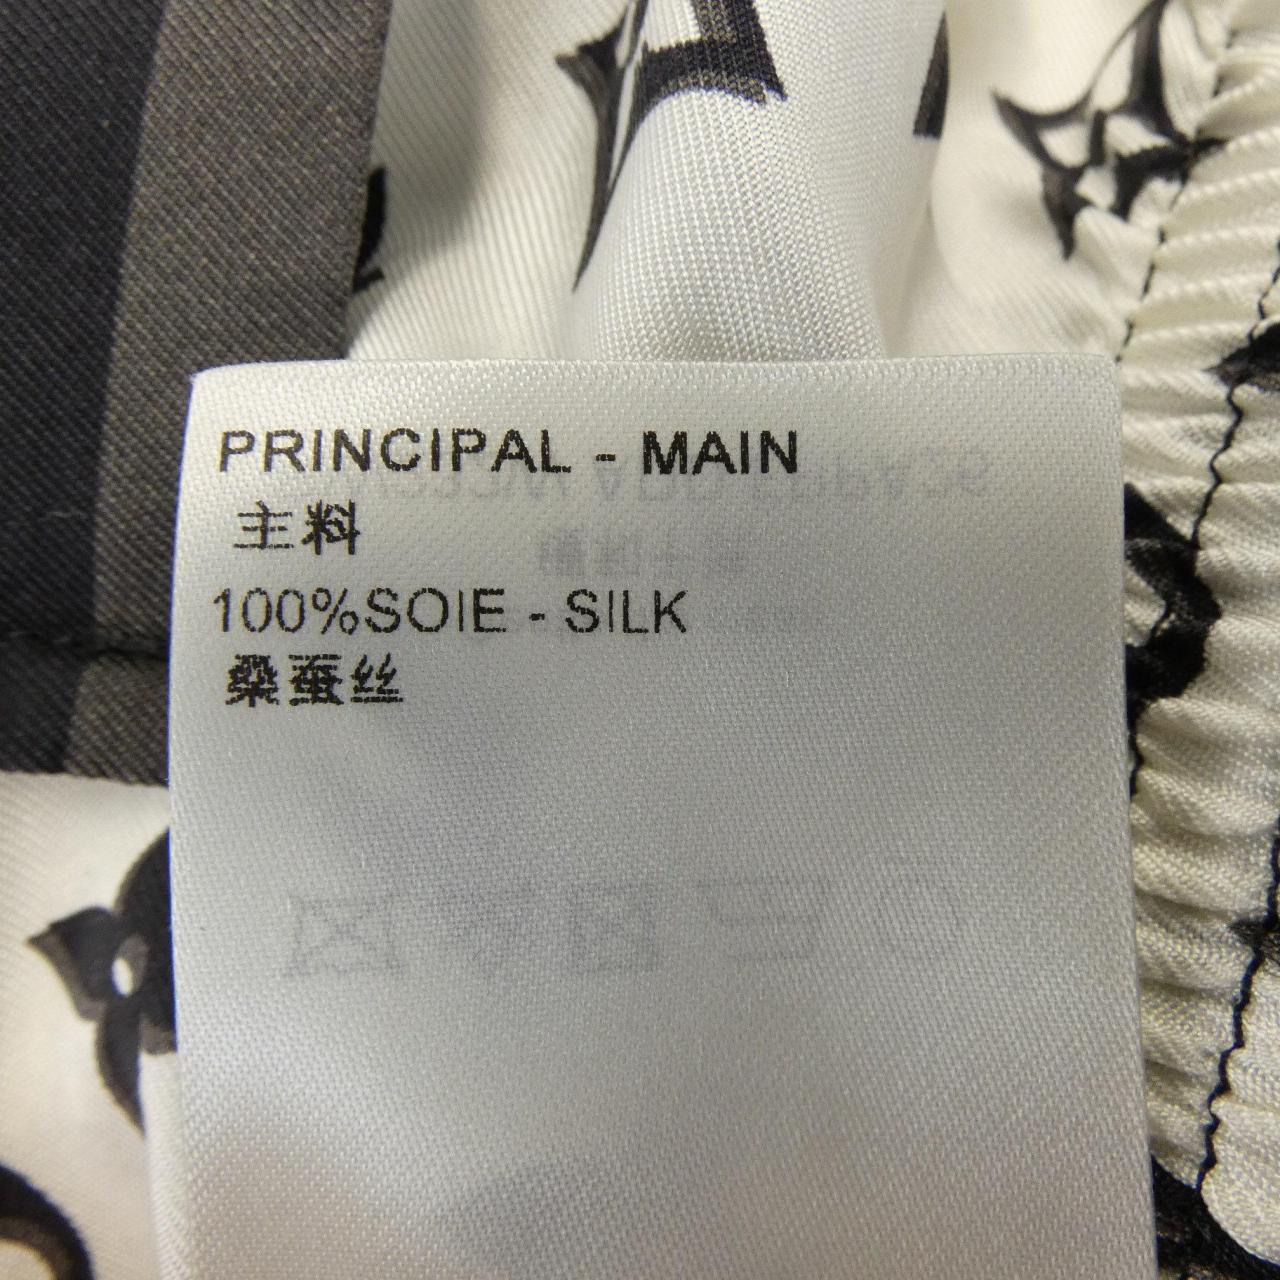 PRINCIPAL - MAIN
主料
100%SOIE - SILK
桑蚕丝